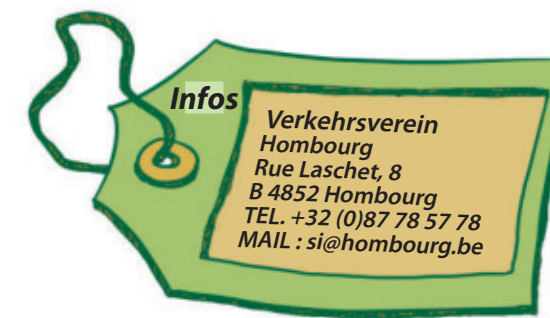 Infos
Verkehrsverein
Hombourg
Rue Laschet, 8
B 4852 Hombourg
TEL. +32 (0)87 78 57 78
MAIL : si@hombourg.be